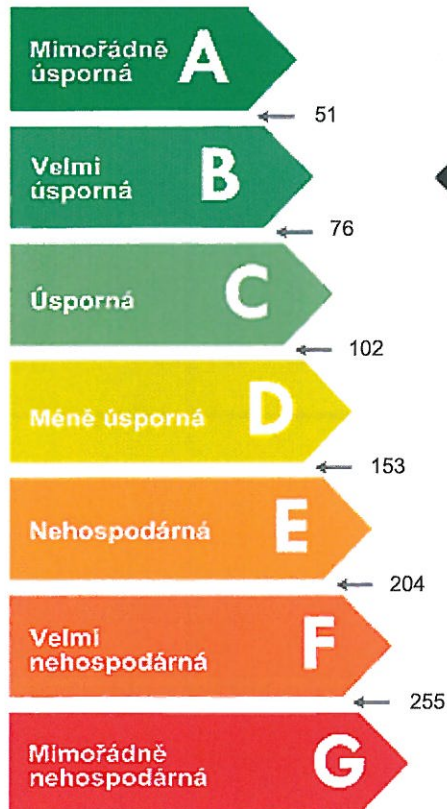 Mimořádně
úsporná A
51
Velmi
úsporná B
76
Úsporná C
102
Méně úsporná D
153
Nehospodárná E
204
Velmi
nehospodárná F
255
Mimořádně
nehospodárná G